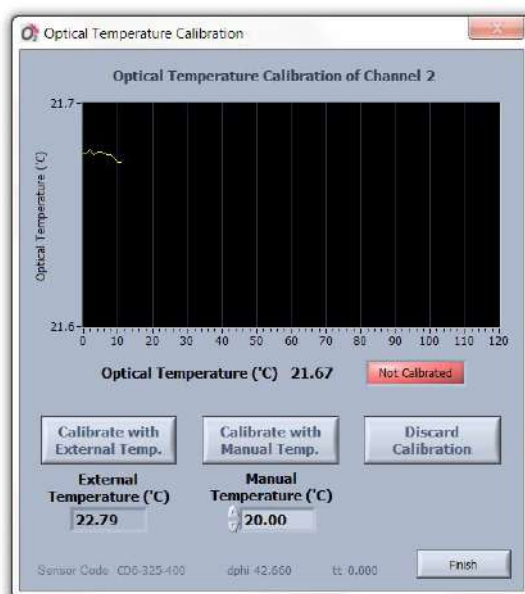 Optical Temperature Calibration
Optical Temperature Calibration of Channel 2
21.7
Optical Temperature (°C)
21.6
0 10 20 30 40 50 60 70 80 90 100 110 120
Optical Temperature (°C) 21.67 Not Calbrated
Calibrate with External Temp.
Calibrate with Manual Temp.
Discard Calibration
External Temperature (°C)
Manual Temperature (°C)
22.79
20.00
Sensor Code CD6-325-400 dphi 42.660 tt 0.000
Finish